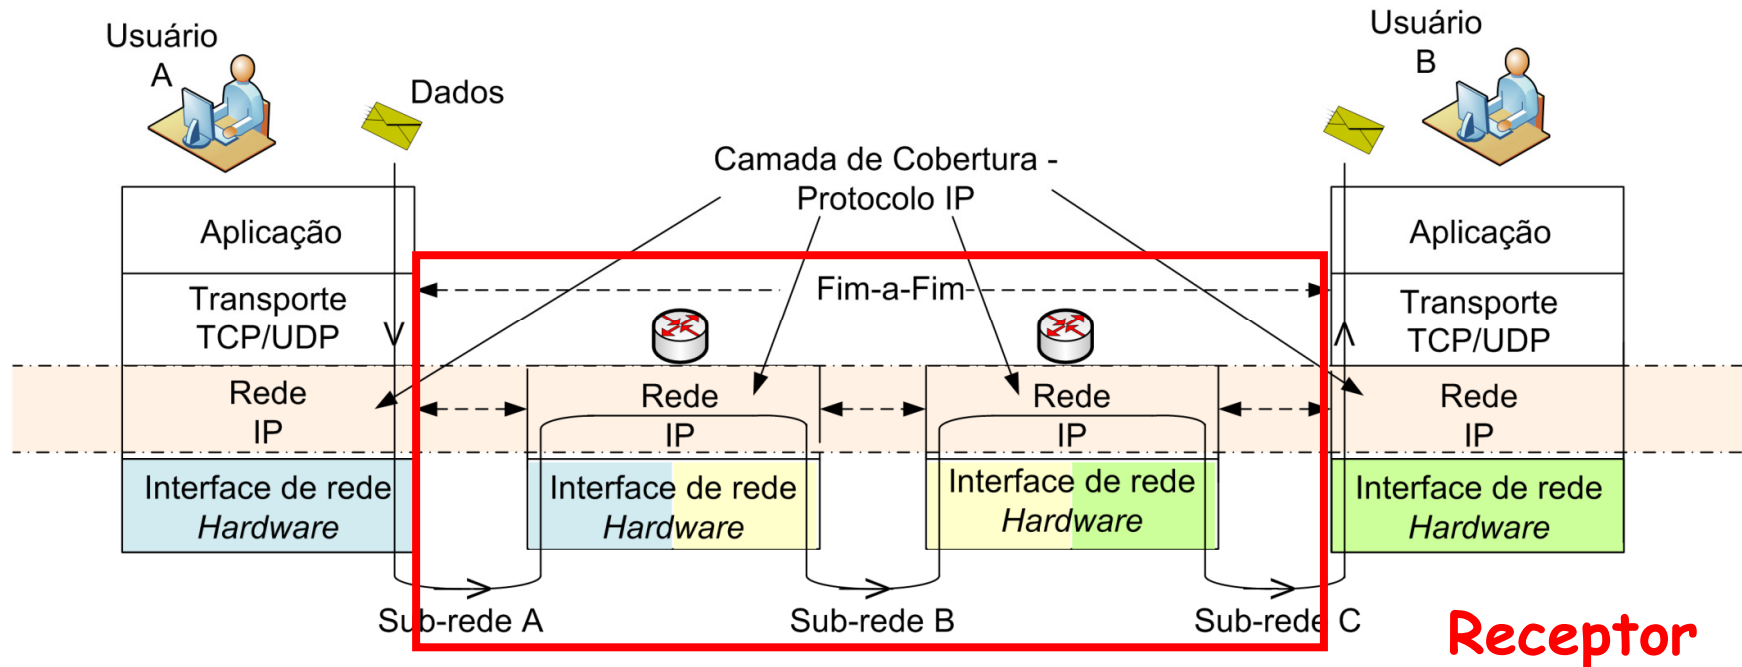 Usuário
A
Dados
Usuário
B
Camada de Cobertura -
Protocolo IP
Aplicação
Aplicação
Fim-a-Fim
Transporte
TCP/UDP
Transporte
TCP/UDP
Rede
IP
Rede
IP
Rede
IP
Rede
IP
Interface de rede
Hardware
Interface de rede
Hardware
Interface de rede
Hardware
Interface de rede
Hardware
Sub-rede A
Sub-rede B
Sub-rede C
Receptor